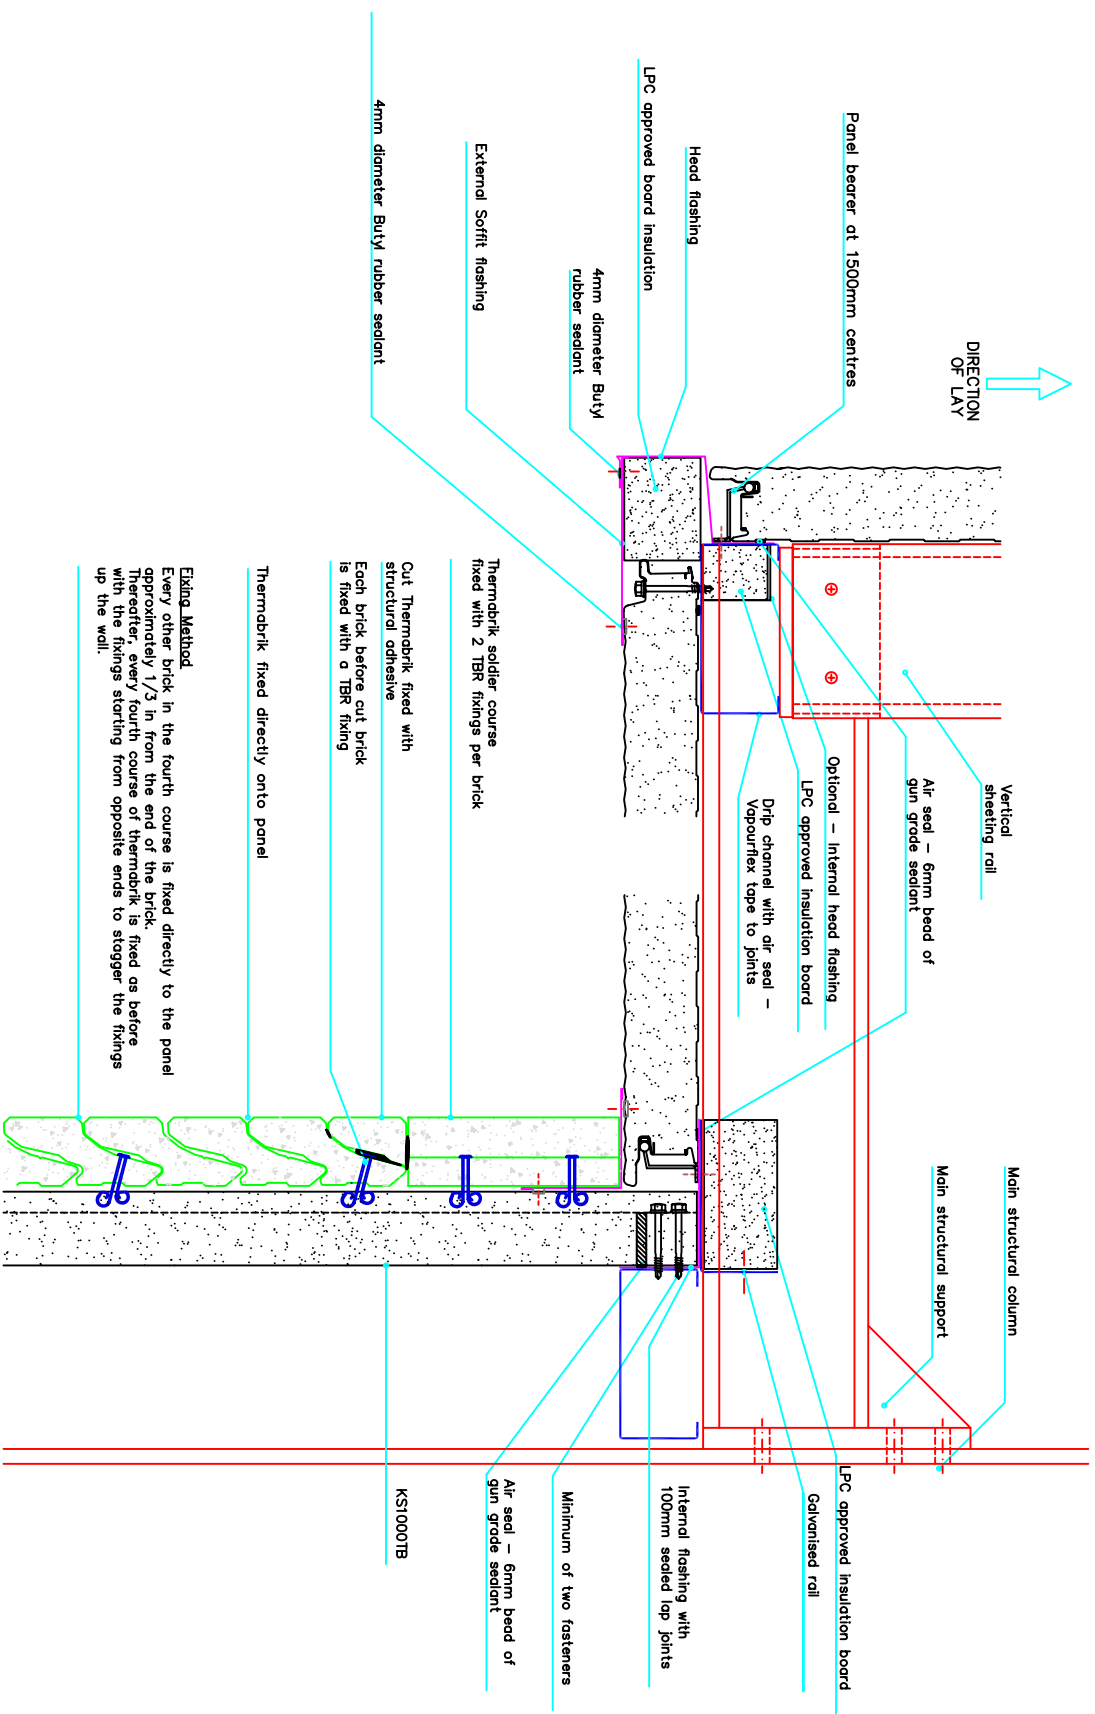 DIRECTION
OF LAY
Panel bearer at 1500mm centres
Head flashing
LPC approved board insulation
4mm diameter Butyl
rubber sealant
External Soffit flashing
4mm diameter Butyl rubber sealant
Vertical
sheeting rail
Air seal – 6mm bead of
gun grade sealant
Optional – Internal head flashing
LPC approved insulation board
Drip channel with air seal –
Vapourflex tape to joints
Thermabrik soldier course
fixed with 2 TBR fixings per brick
Cut Thermabrik fixed with
structural adhesive
Each brick before cut brick
is fixed with a TBR fixing
Thermabrik fixed directly onto panel
Fixing Method
Every other brick in the fourth course is fixed directly to the panel
approximately 1/3 in from the end of the brick.
Thereafter, every fourth course of thermabrik is fixed as before
with the fixings starting from opposite ends to stagger the fixings
up the wall.
Main structural column
Main structural support
LPC approved insulation board
Galvanised rail
Internal flashing with
100mm sealed lap joints
Minimum of two fasteners
Air seal – 6mm bead of
gun grade sealant
KS1000TB